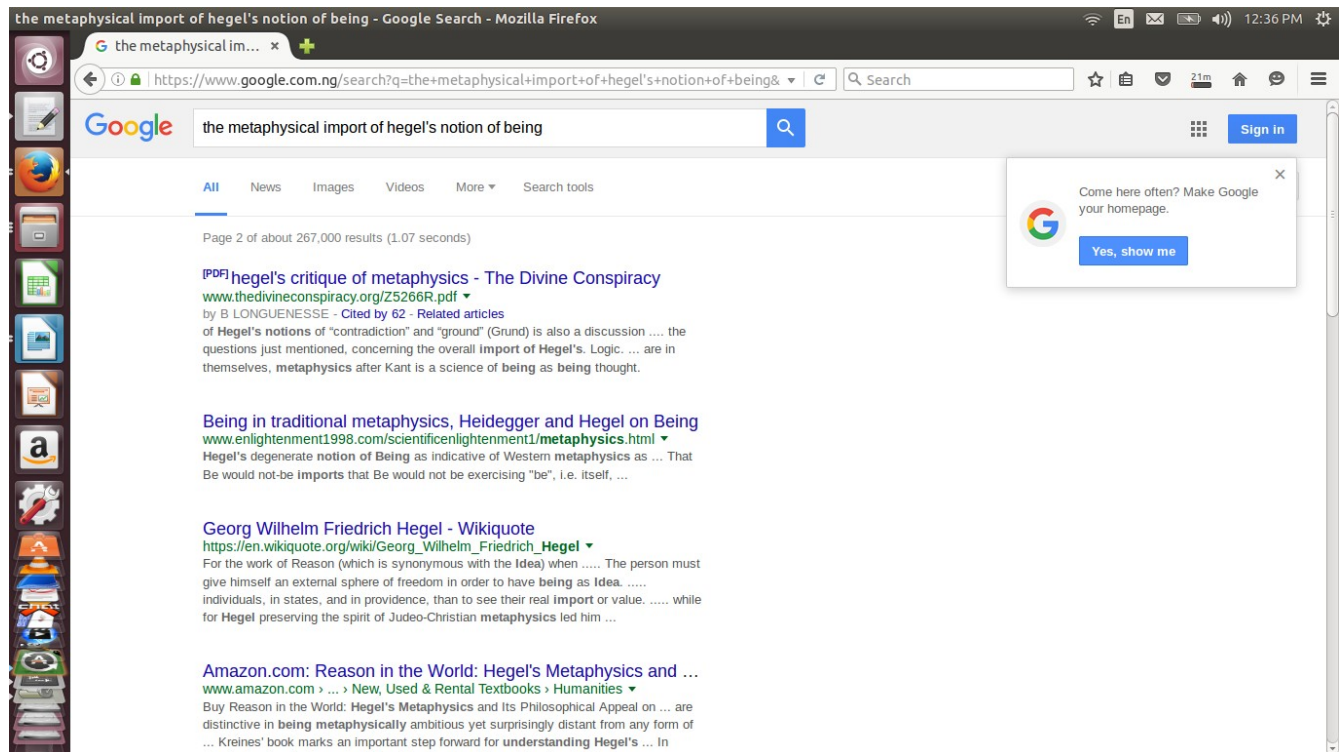 the metaphysical import of hegel's notion of being - Google Search - Mozilla Firefox
En
12:36 PM
G the metaphysical im... ×
https://www.google.com.ng/search?q=the+metaphysical+import+of+hegel's+notion+of+being&
Search
21m
Google
the metaphysical import of hegel's notion of being
Sign in
All News Images Videos More Search tools
Come here often? Make Google
your homepage.
Yes, show me
Page 2 of about 267,000 results (1.07 seconds)
[PDF] hegel's critique of metaphysics - The Divine Conspiracy
www.thedivineconspiracy.org/Z5266R.pdf
by B LONGUENESSE - Cited by 62 - Related articles
of Hegel's notions of “contradiction” and “ground” (Grund) is also a discussion .... the
questions just mentioned, concerning the overall import of Hegel's. Logic. ... are in
themselves, metaphysics after Kant is a science of being as being thought.
Being in traditional metaphysics, Heidegger and Hegel on Being
www.enlightenment1998.com/scientificenlightenment1/metaphysics.html
Hegel's degenerate notion of Being as indicative of Western metaphysics as ... That
Be would not-be imports that Be would not be exercising "be", i.e. itself, ...
Georg Wilhelm Friedrich Hegel - Wikiquote
https://en.wikiquote.org/wiki/Georg_Wilhelm_Friedrich_Hegel
For the work of Reason (which is synonymous with the Idea) when ..... The person must
give himself an external sphere of freedom in order to have being as Idea. .....
individuals, in states, and in providence, than to see their real import or value. ..... while
for Hegel preserving the spirit of Judeo-Christian metaphysics led him ...
Amazon.com: Reason in the World: Hegel's Metaphysics and ...
www.amazon.com › ... › New, Used & Rental Textbooks › Humanities
Buy Reason in the World: Hegel's Metaphysics and Its Philosophical Appeal on ... are
distinctive in being metaphysically ambitious yet surprisingly distant from any form of
... Kreines' book marks an important step forward for understanding Hegel's ... In